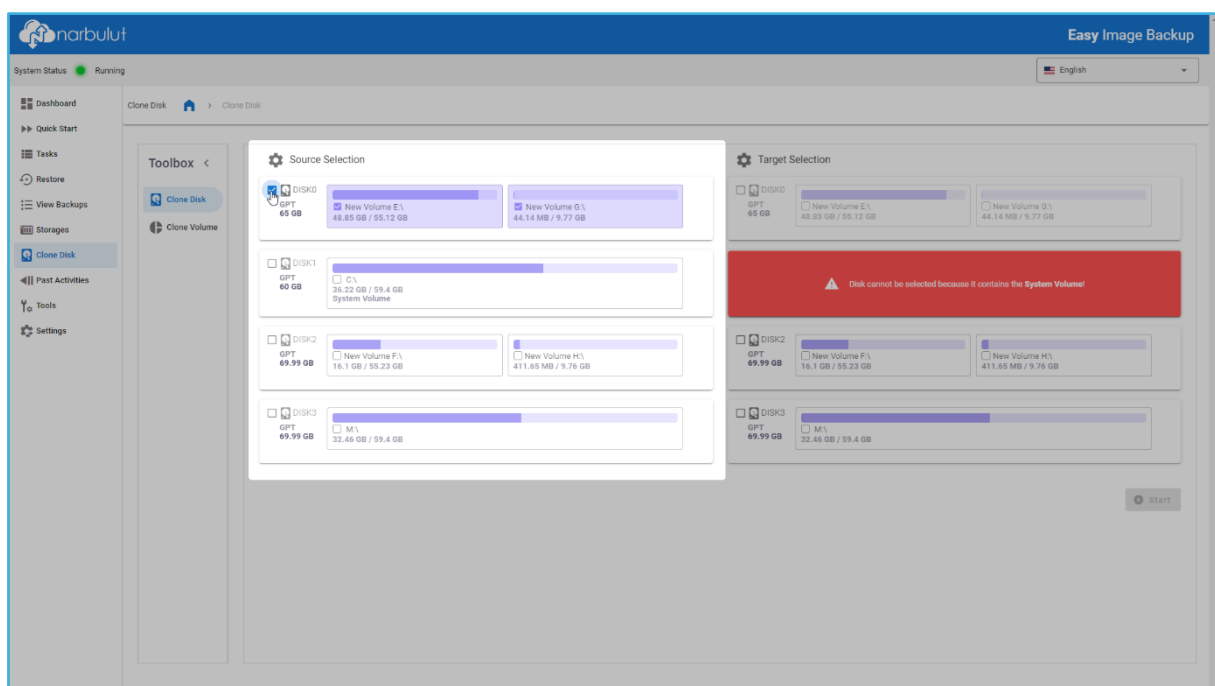 narbulut
Easy Image Backup
System Status Running
English
Dashboard
Quick Start
Tasks
Restore
View Backups
Storages
Clone Disk
Past Activities
Tools
Settings
Clone Disk > Clone Disk
Toolbox <
Clone Disk
Clone Volume
Source Selection
DISK0
GPT
65 GB
New Volume E:\
48.85 GB / 55.12 GB
New Volume G:\
44.14 MB / 9.77 GB
DISK1
GPT
60 GB
C:\
36.22 GB / 59.4 GB
System Volume
DISK2
GPT
69.99 GB
New Volume F:\
16.1 GB / 55.23 GB
New Volume H:\
411.65 MB / 9.76 GB
DISK3
GPT
69.99 GB
M:\
32.46 GB / 59.4 GB
Target Selection
DISK0
GPT
65 GB
New Volume E:\
48.85 GB / 55.12 GB
New Volume G:\
44.14 MB / 9.77 GB
Disk cannot be selected because it contains the System Volume!
DISK2
GPT
69.99 GB
New Volume F:\
16.1 GB / 55.23 GB
New Volume H:\
411.65 MB / 9.76 GB
DISK3
GPT
69.99 GB
M:\
32.46 GB / 59.4 GB
Start